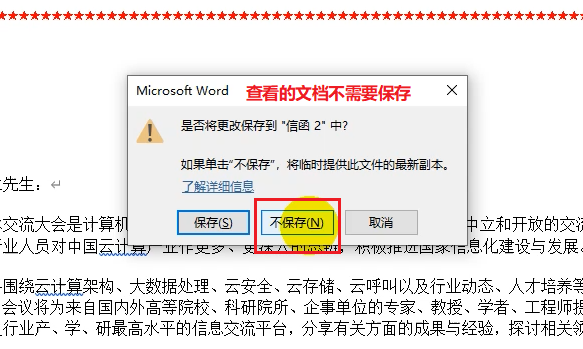 ★★★★★★★★★★★★★★★★★★★★★★★★★★★★★★★★★★★★★★★★★★★★★★★★★★★★★★
Microsoft Word
查看的文档不需要保存
是否将更改保存到 "信函 2" 中?
如果单击“不保存”，将临时提供此文件的最新副本。
了解详细信息
保存(S) 不保存(N) 取消
先生：
交流大会是计算机 中立和开放的交流
行业人员对中国云计算产业作更多、更深入的思辨，积极推进国家信息化建设与发展。
围绕云计算架构、大数据处理、云安全、云存储、云呼叫以及行业动态、人才培养等
会议将为来自国内外高等院校、科研院所、企事业单位的专家、教授、学者、工程师提
行业产、学、研最高水平的信息交流平台，分享有关方面的成果与经验，探讨相关领